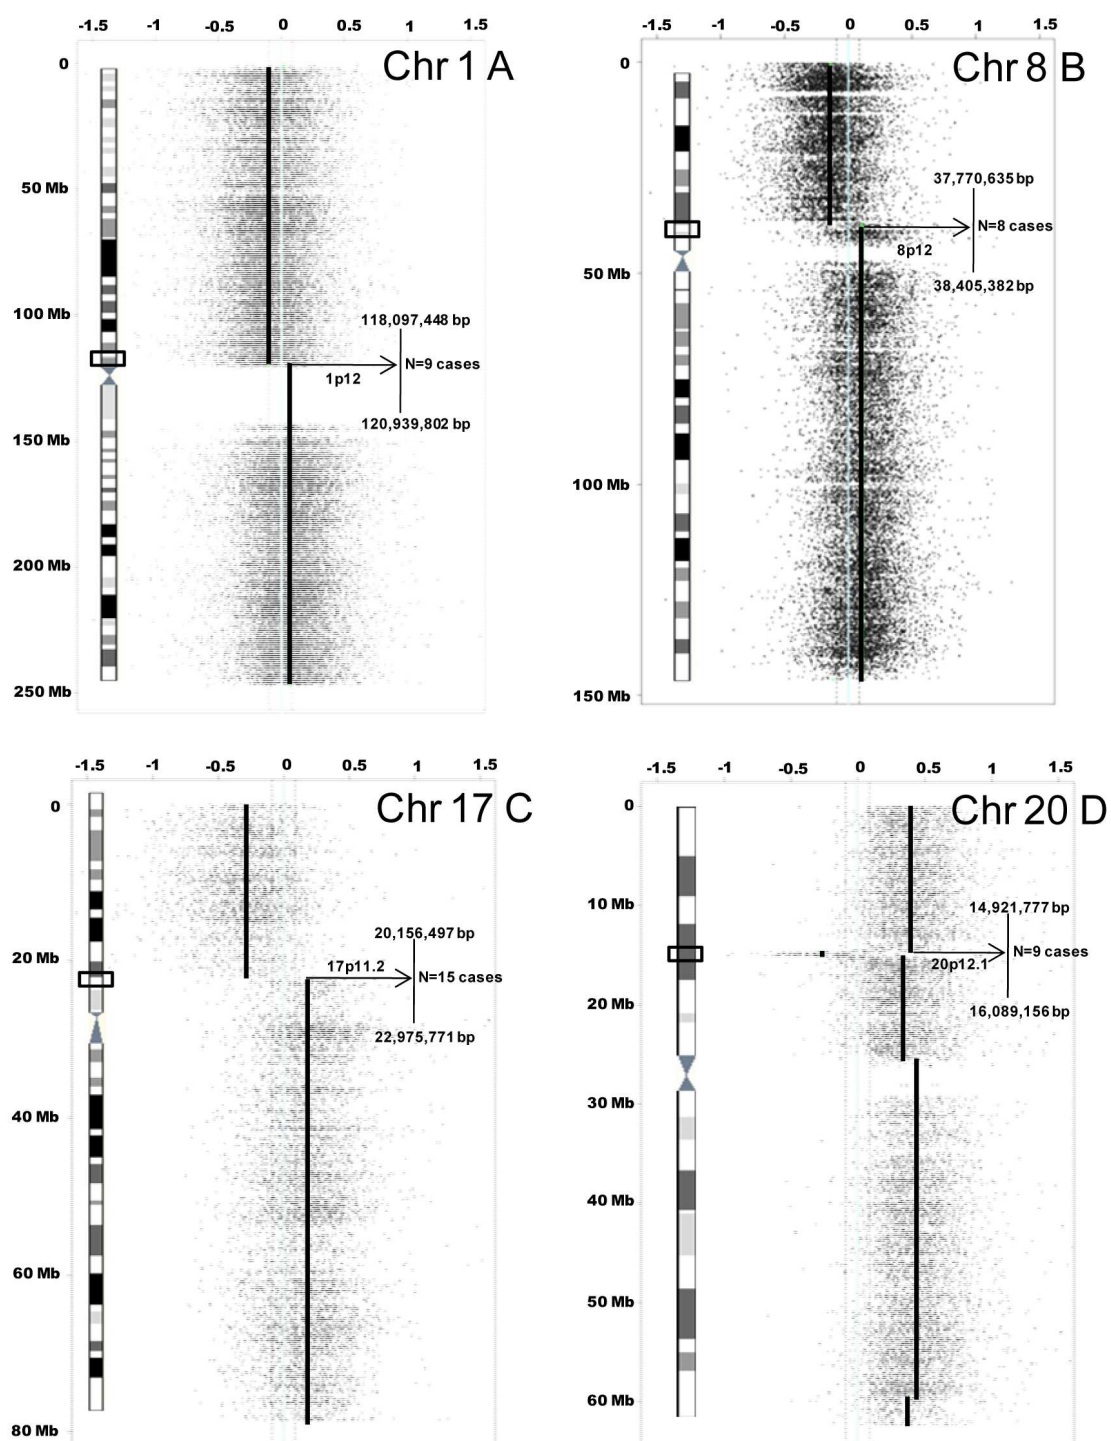 -1.5 -1 -0.5 0 0.5 1 1.5
Chr 1 A
0
50 Mb
100 Mb
150 Mb
200 Mb
250 Mb
118,097,448 bp
N=9 cases
1p12
120,939,802 bp
-1.5 -1 -0.5 0 0.5 1 1.5
Chr 8 B
0
50 Mb
100 Mb
150 Mb
37,770,635 bp
N=8 cases
8p12
38,405,382 bp
-1.5 -1 -0.5 0 0.5 1 1.5
Chr 17 C
0
20 Mb
40 Mb
60 Mb
80 Mb
20,156,497 bp
17p11.2
N=15 cases
22,975,771 bp
-1.5 -1 -0.5 0 0.5 1 1.5
Chr 20 D
0
10 Mb
20 Mb
30 Mb
40 Mb
50 Mb
60 Mb
14,921,777 bp
N=9 cases
20p12.1
16,089,156 bp